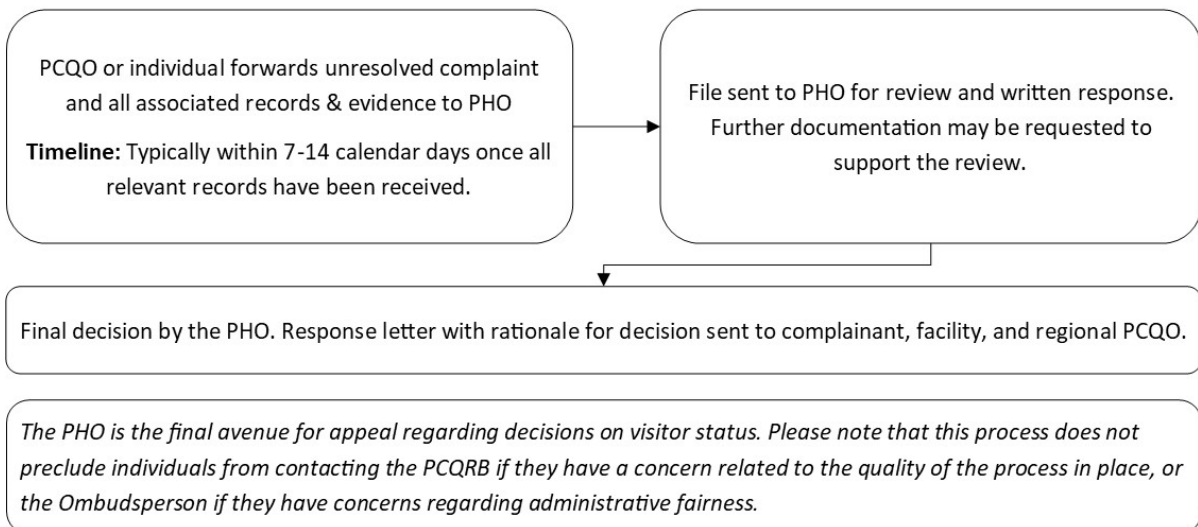 PCQO or individual forwards unresolved complaint
and all associated records & evidence to PHO
Timeline: Typically within 7-14 calendar days once all
relevant records have been received.
File sent to PHO for review and written response.
Further documentation may be requested to
support the review.
Final decision by the PHO. Response letter with rationale for decision sent to complainant, facility, and regional PCQO.
The PHO is the final avenue for appeal regarding decisions on visitor status. Please note that this process does not
preclude individuals from contacting the PCQRB if they have a concern related to the quality of the process in place, or
the Ombudsperson if they have concerns regarding administrative fairness.